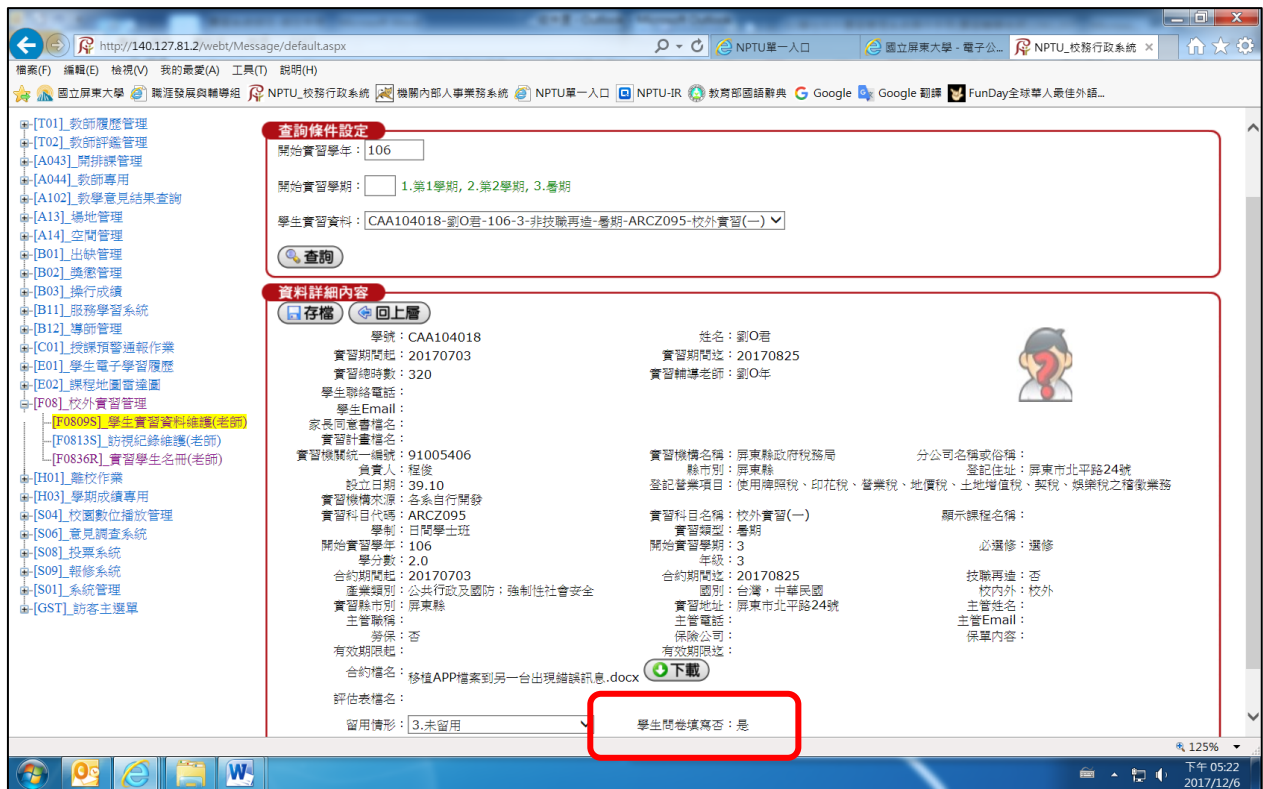 http://140.127.81.2/webt/Message/default.aspx
NPTU單一入口
國立屏東大學 - 電子公...
NPTU_校務行政系統
檔案(F) 編輯(E) 檢視(V) 我的最愛(A) 工具(T) 說明(H)
國立屏東大學 職涯發展與輔導組 NPTU_校務行政系統 機關內部人事業務系統 NPTU單一入口 NPTU-IR 教育部國語辭典 Google Google 翻譯 FunDay全球華人最佳外語...
[T01]_教師履歷管理
[T02]_教師評鑑管理
[A043]_開排課管理
[A044]_教師專用
[A102]_教學意見結果查詢
[A13]_場地管理
[A14]_空間管理
[B01]_出缺管理
[B02]_獎懲管理
[B03]_操行成績
[B11]_服務學習系統
[B12]_導師管理
[C01]_授課預警通報作業
[E01]_學生電子學習履歷
[E02]_課程地圖雷達圖
[F08]_校外實習管理
[F0809S]_學生實習資料維護(老師)
[F0813S]_訪視紀錄維護(老師)
[F0836R]_實習學生名冊(老師)
[H01]_離校作業
[H03]_學期成績專用
[S04]_校園數位播放管理
[S06]_意見調查系統
[S08]_投票系統
[S09]_報修系統
[S01]_系統管理
[GST]_訪客主選單
查詢條件設定
開始實習學年：106
開始實習學期： 1.第1學期, 2.第2學期, 3.暑期
學生實習資料：CAA104018-劉O君-106-3-非技職再造-暑期-ARCZ095-校外實習(一)
查詢
資料詳細內容
存檔 回上層
學號：CAA104018 姓名：劉O君
實習期間起：20170703 實習期間迄：20170825
實習總時數：320 實習輔導老師：劉O年
學生聯絡電話：
學生Email：
家長同意書檔名：
實習計畫檔名：
實習機關統一編號：91005406 實習機構名稱：屏東縣政府稅務局 分公司名稱或俗稱：
負責人：程俊 縣市別：屏東縣 登記住址：屏東市北平路24號
設立日期：39.10 登記營業項目：使用牌照稅、印花稅、營業稅、地價稅、土地增值稅、契稅、娛樂稅之稽徵業務
實習機構來源：各系自行開發
實習科目代碼：ARCZ095 實習科目名稱：校外實習(一) 顯示課程名稱：
學制：日間學士班 實習類型：暑期
開始實習學年：106 開始實習學期：3 必選修：選修
學分數：2.0 年級：3
合約期間起：20170703 合約期間迄：20170825 技職再造：否
產業類別：公共行政及國防；強制性社會安全 國別：台灣，中華民國 校內外：校外
實習縣市別：屏東縣 實習地址：屏東市北平路24號 主管姓名：
主管職稱： 主管電話： 主管Email：
勞保：否 保險公司： 保單內容：
有效期限起： 有效期限迄：
合約檔名：移植APP檔案到另一台出現錯誤訊息.docx 下載
評估表檔名：
留用情形：3.未留用 學生問卷填寫否：是
125%
下午 05:22
2017/12/6